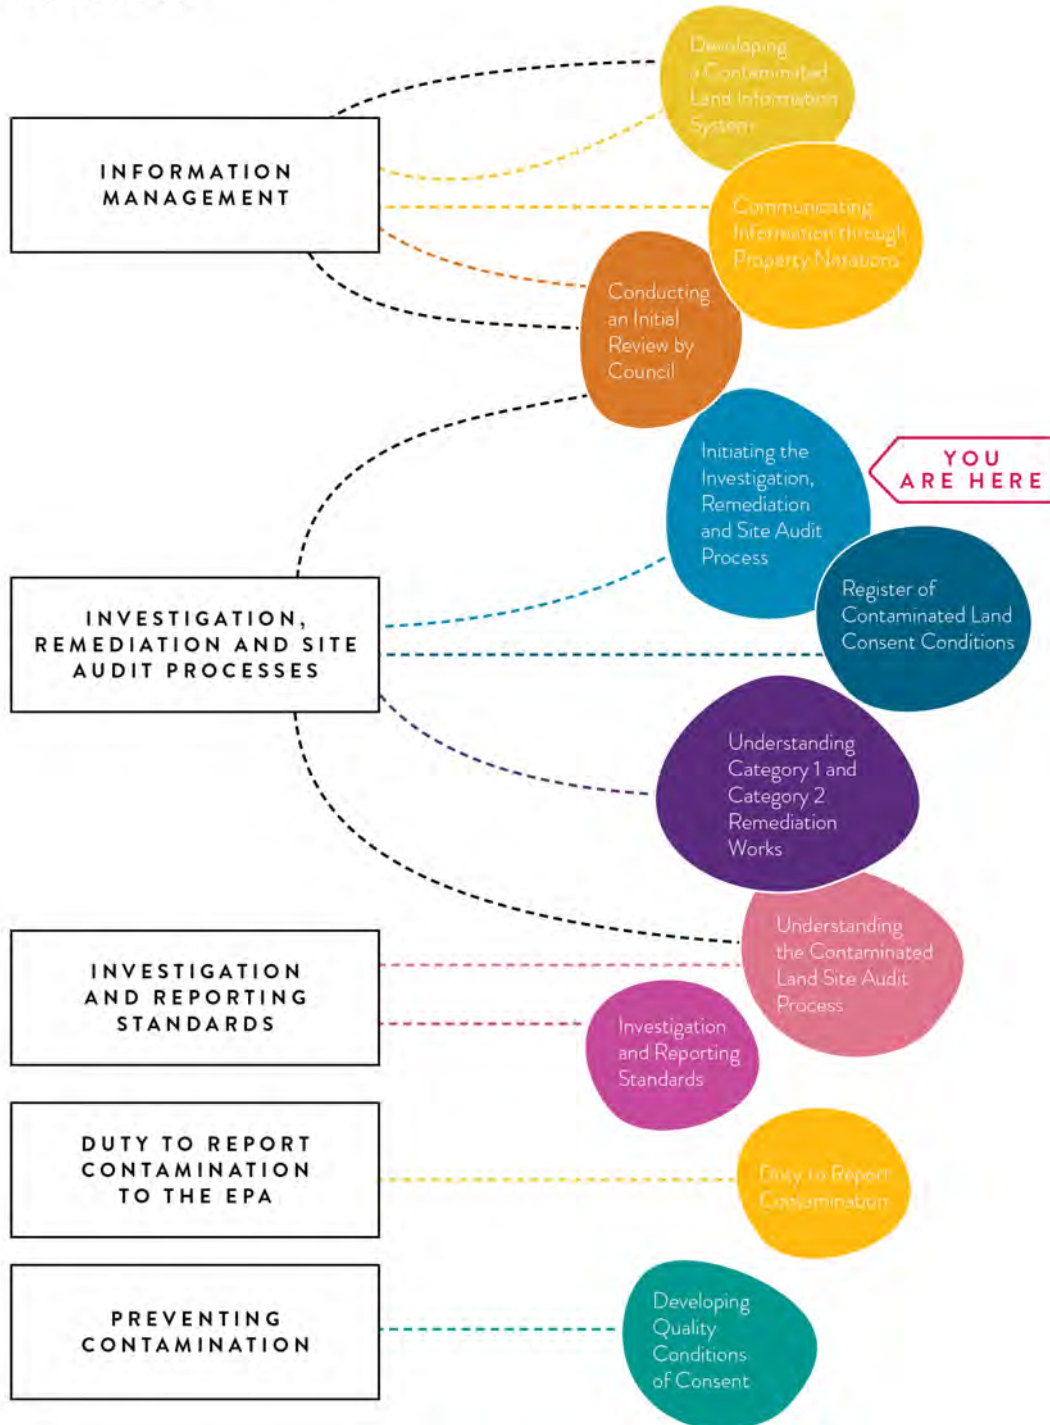 Developing
a Contaminated
Land Information
System
INFORMATION
MANAGEMENT
Communicating
Information through
Property Notations
Conducting
an Initial
Review by
Council
Initiating the
Investigation,
Remediation
and Site Audit
Process
YOU
ARE HERE
Register of
Contaminated Land
Consent Conditions
INVESTIGATION,
REMEDIATION AND SITE
AUDIT PROCESSES
Understanding
Category 1 and
Category 2
Remediation
Works
Understanding
the Contaminated
Land Site Audit
Process
INVESTIGATION
AND REPORTING
STANDARDS
Investigation
and Reporting
Standards
DUTY TO REPORT
CONTAMINATION
TO THE EPA
Duty to Report
Contamination
PREVENTING
CONTAMINATION
Developing
Quality
Conditions
of Consent